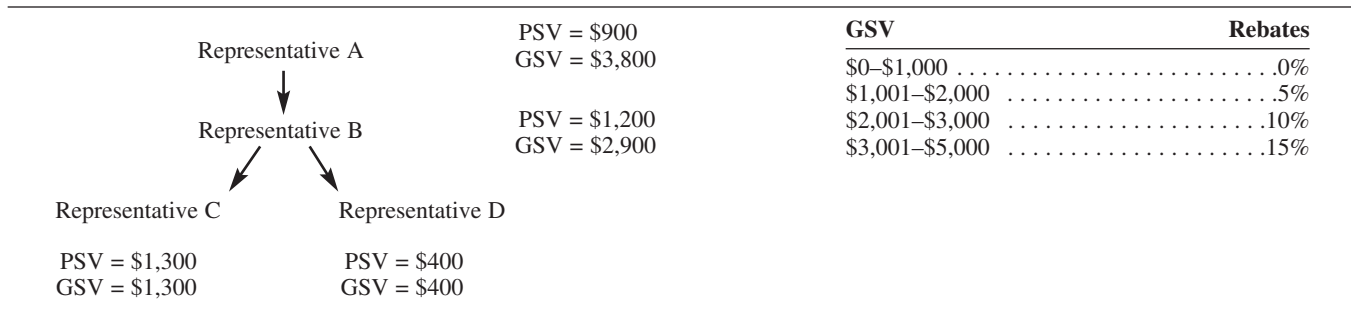 Representative A
PSV = $900
GSV = $3,800
Representative B
PSV = $1,200
GSV = $2,900
Representative C
PSV = $1,300
GSV = $1,300
Representative D
PSV = $400
GSV = $400
GSV Rebates
$0–$1,000 . . . . . . . . . . . . . . . . . . . . . . . . . .0%
$1,001–$2,000 . . . . . . . . . . . . . . . . . . . . . .5%
$2,001–$3,000 . . . . . . . . . . . . . . . . . . . . .10%
$3,001–$5,000 . . . . . . . . . . . . . . . . . . . . .15%